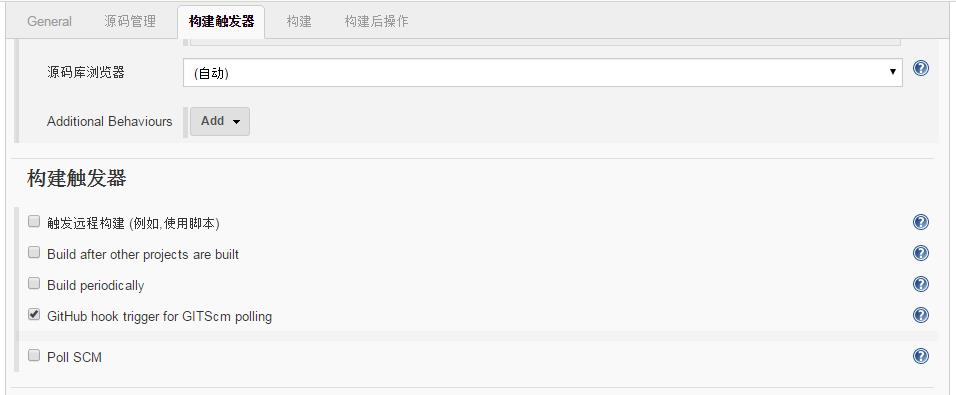 General 源码管理 构建触发器 构建 构建后操作
源码库浏览器 (自动)
Additional Behaviours Add
构建触发器
触发远程构建 (例如,使用脚本)
Build after other projects are built
Build periodically
GitHub hook trigger for GITScm polling
Poll SCM